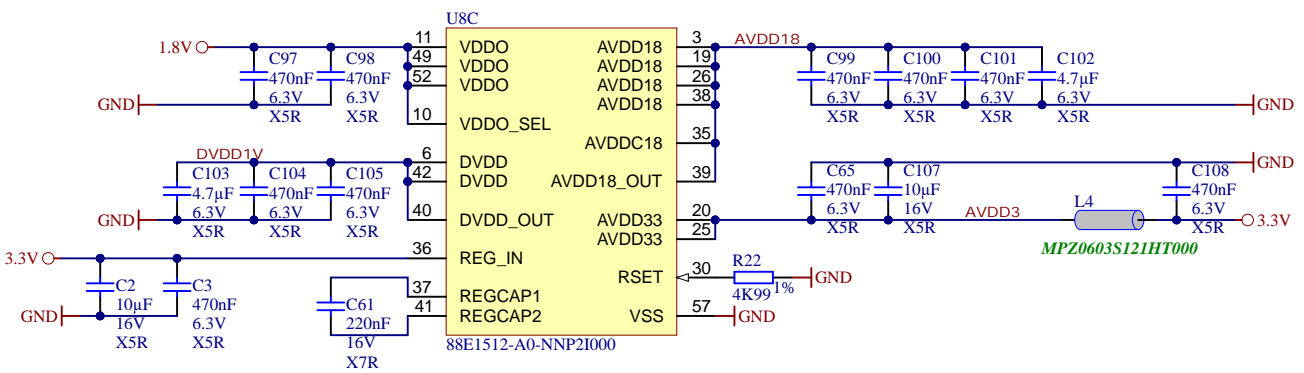 U8C
1.8V
GND
C97
470nF
6.3V
X5R
C98
470nF
6.3V
X5R
11 VDDO
49 VDDO
52 VDDO
10 VDDO_SEL
DVDD1V
C103
4.7µF
6.3V
X5R
C104
470nF
6.3V
X5R
C105
470nF
6.3V
X5R
GND
6 DVDD
42 DVDD
40 DVDD_OUT
3.3V
36 REG_IN
C2
10µF
16V
X5R
C3
470nF
6.3V
X5R
GND
C61
220nF
16V
X7R
37 REGCAP1
41 REGCAP2
88E1512-A0-NNP2I000
AVDD18 3
AVDD18 19
AVDD18 26
AVDD18 38
AVDDC18 35
AVDD18_OUT 39
AVDD33 20
AVDD33 25
RSET 30
VSS 57
AVDD18
C99
470nF
6.3V
X5R
C100
470nF
6.3V
X5R
C101
470nF
6.3V
X5R
C102
4.7µF
6.3V
X5R
GND
GND
C65
470nF
6.3V
X5R
C107
10µF
16V
X5R
AVDD3
L4
MPZ0603S121HT000
C108
470nF
6.3V
X5R
3.3V
R22
4K99
1%
GND
GND